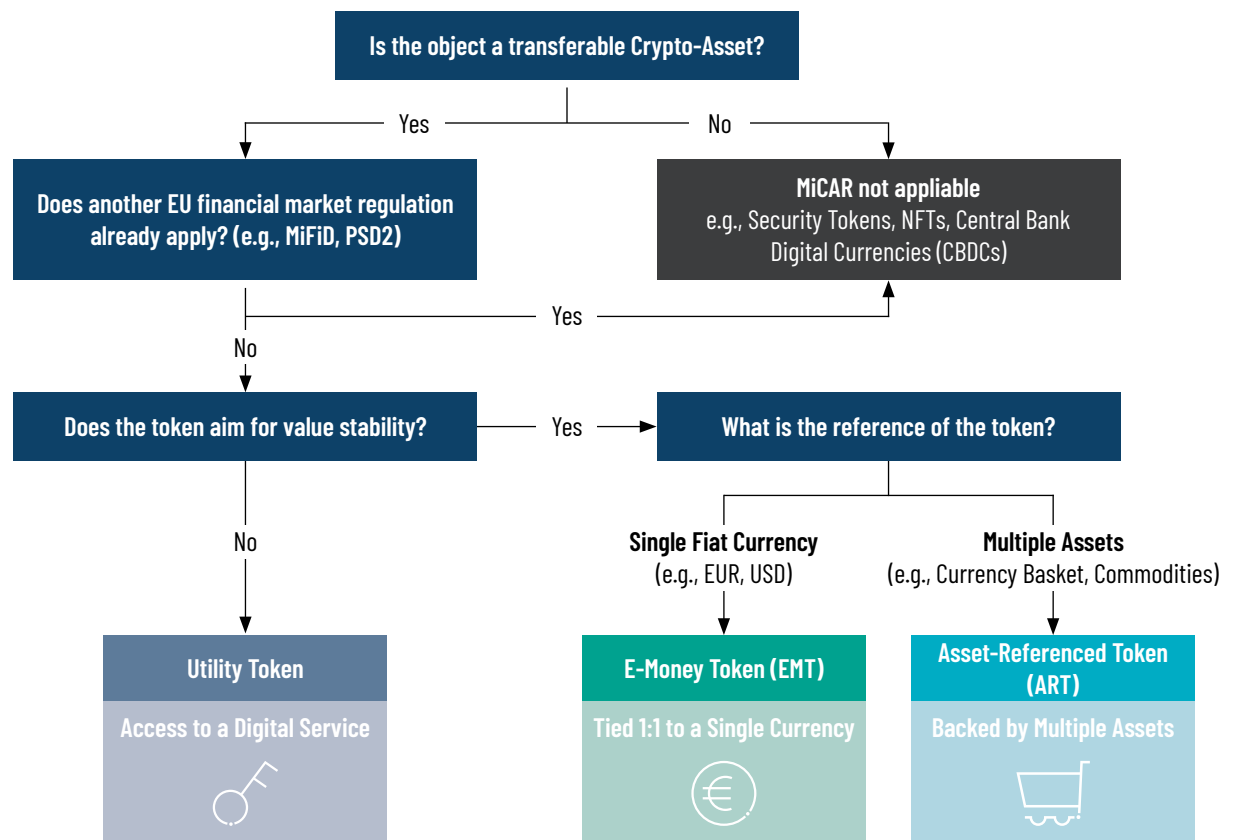 Is the object a transferable Crypto-Asset?
Yes
No
Does another EU financial market regulation
already apply? (e.g., MiFiD, PSD2)
MiCAR not appliable
e.g., Security Tokens, NFTs, Central Bank
Digital Currencies (CBDCs)
Yes
No
Does the token aim for value stability?
Yes
What is the reference of the token?
No
Single Fiat Currency
(e.g., EUR, USD)
Multiple Assets
(e.g., Currency Basket, Commodities)
Utility Token
Access to a Digital Service
E-Money Token (EMT)
Tied 1:1 to a Single Currency
€
Asset-Referenced Token
(ART)
Backed by Multiple Assets